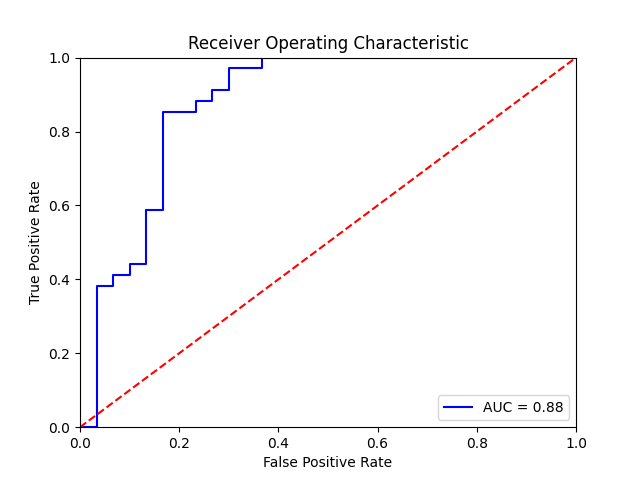 Receiver Operating Characteristic
1.0
0.8
0.6
0.4
0.2
0.0
True Positive Rate
AUC = 0.88
0.0 0.2 0.4 0.6 0.8 1.0
False Positive Rate